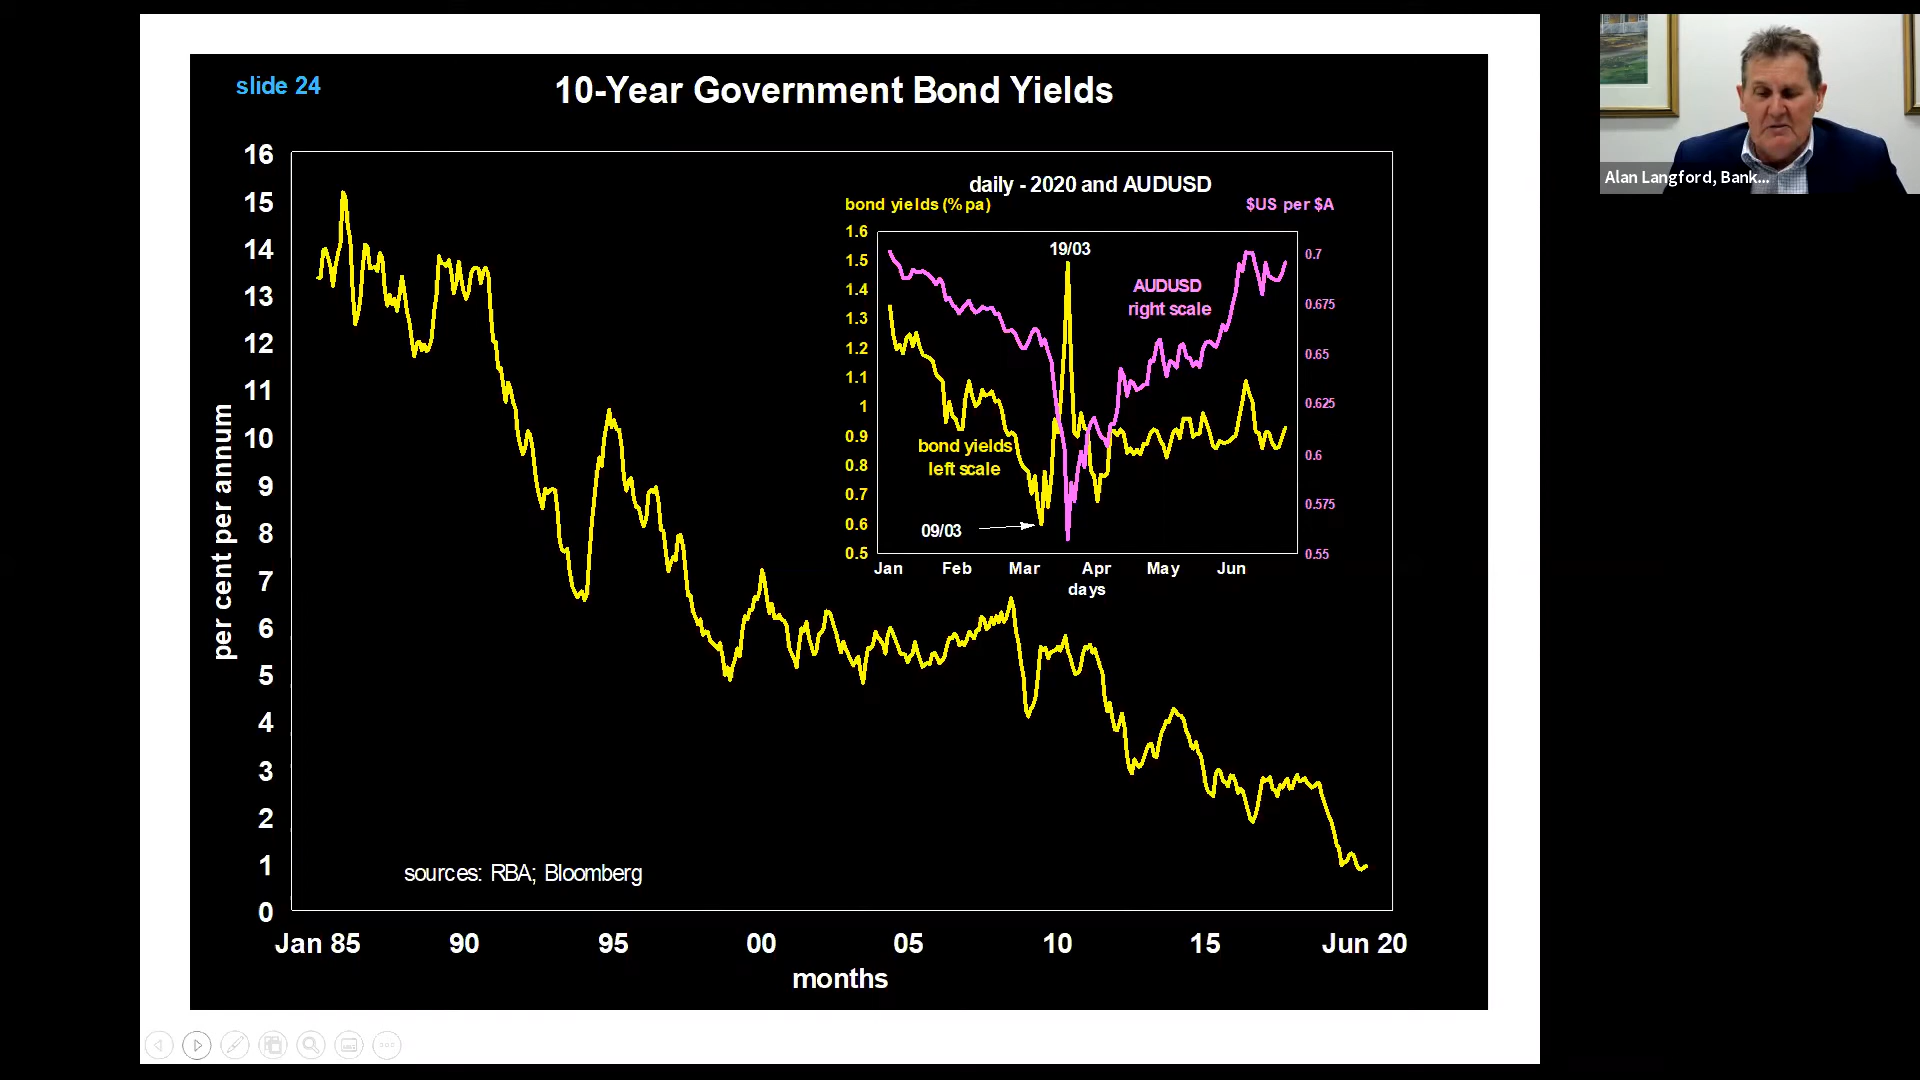 slide 24
10-Year Government Bond Yields
Alan Langford, Bank...
daily - 2020 and AUDUSD
bond yields (% pa)
$US per $A
16
15
14
13
12
11
10
9
8
7
6
5
4
3
2
1
0
per cent per annum
1.6
1.5
1.4
1.3
1.2
1.1
1
0.9
0.8
0.7
0.6
0.5
19/03
AUDUSD
right scale
bond yields
left scale
09/03
0.7
0.675
0.65
0.625
0.6
0.575
0.55
Jan Feb Mar Apr May Jun
days
sources: RBA; Bloomberg
Jan 85 90 95 00 05 10 15 Jun 20
months